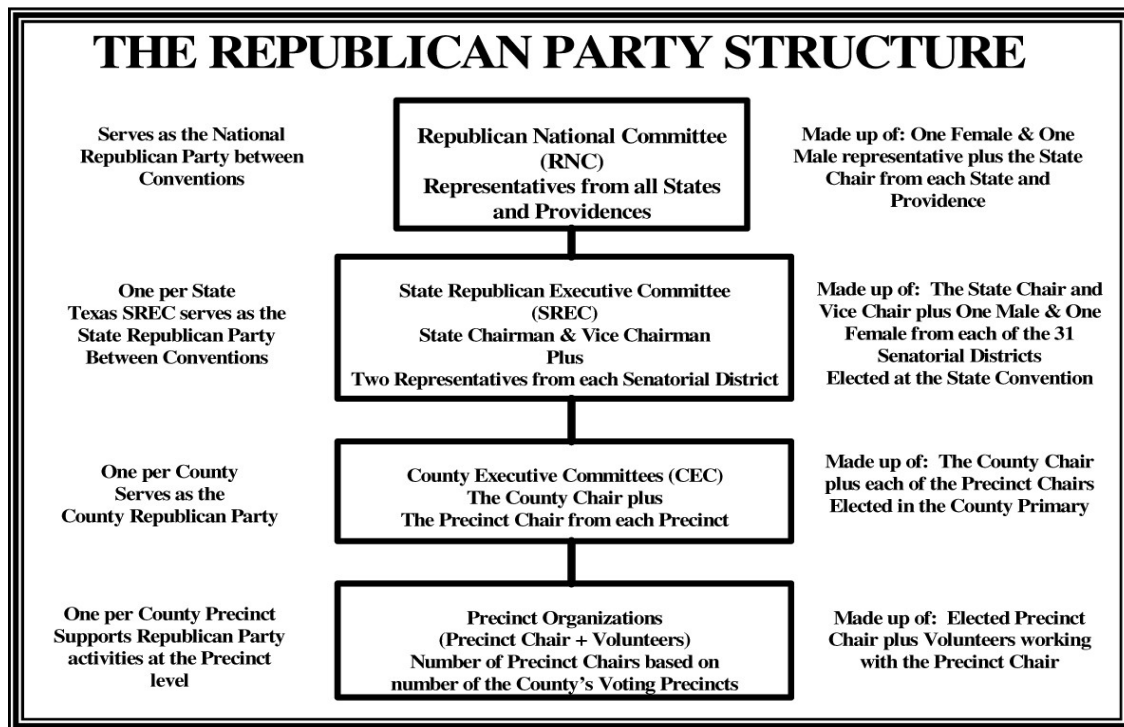 THE REPUBLICAN PARTY STRUCTURE
Serves as the National
Republican Party between
Conventions
Republican National Committee
(RNC)
Representatives from all States
and Providences
Made up of: One Female & One
Male representative plus the State
Chair from each State and
Providence
One per State
Texas SREC serves as the
State Republican Party
Between Conventions
State Republican Executive Committee
(SREC)
State Chairman & Vice Chairman
Plus
Two Representatives from each Senatorial District
Made up of: The State Chair and
Vice Chair plus One Male & One
Female from each of the 31
Senatorial Districts
Elected at the State Convention
One per County
Serves as the
County Republican Party
County Executive Committees (CEC)
The County Chair plus
The Precinct Chair from each Precinct
Made up of: The County Chair
plus each of the Precinct Chairs
Elected in the County Primary
One per County Precinct
Supports Republican Party
activities at the Precinct
level
Precinct Organizations
(Precinct Chair + Volunteers)
Number of Precinct Chairs based on
number of the County's Voting Precincts
Made up of: Elected Precinct
Chair plus Volunteers working
with the Precinct Chair